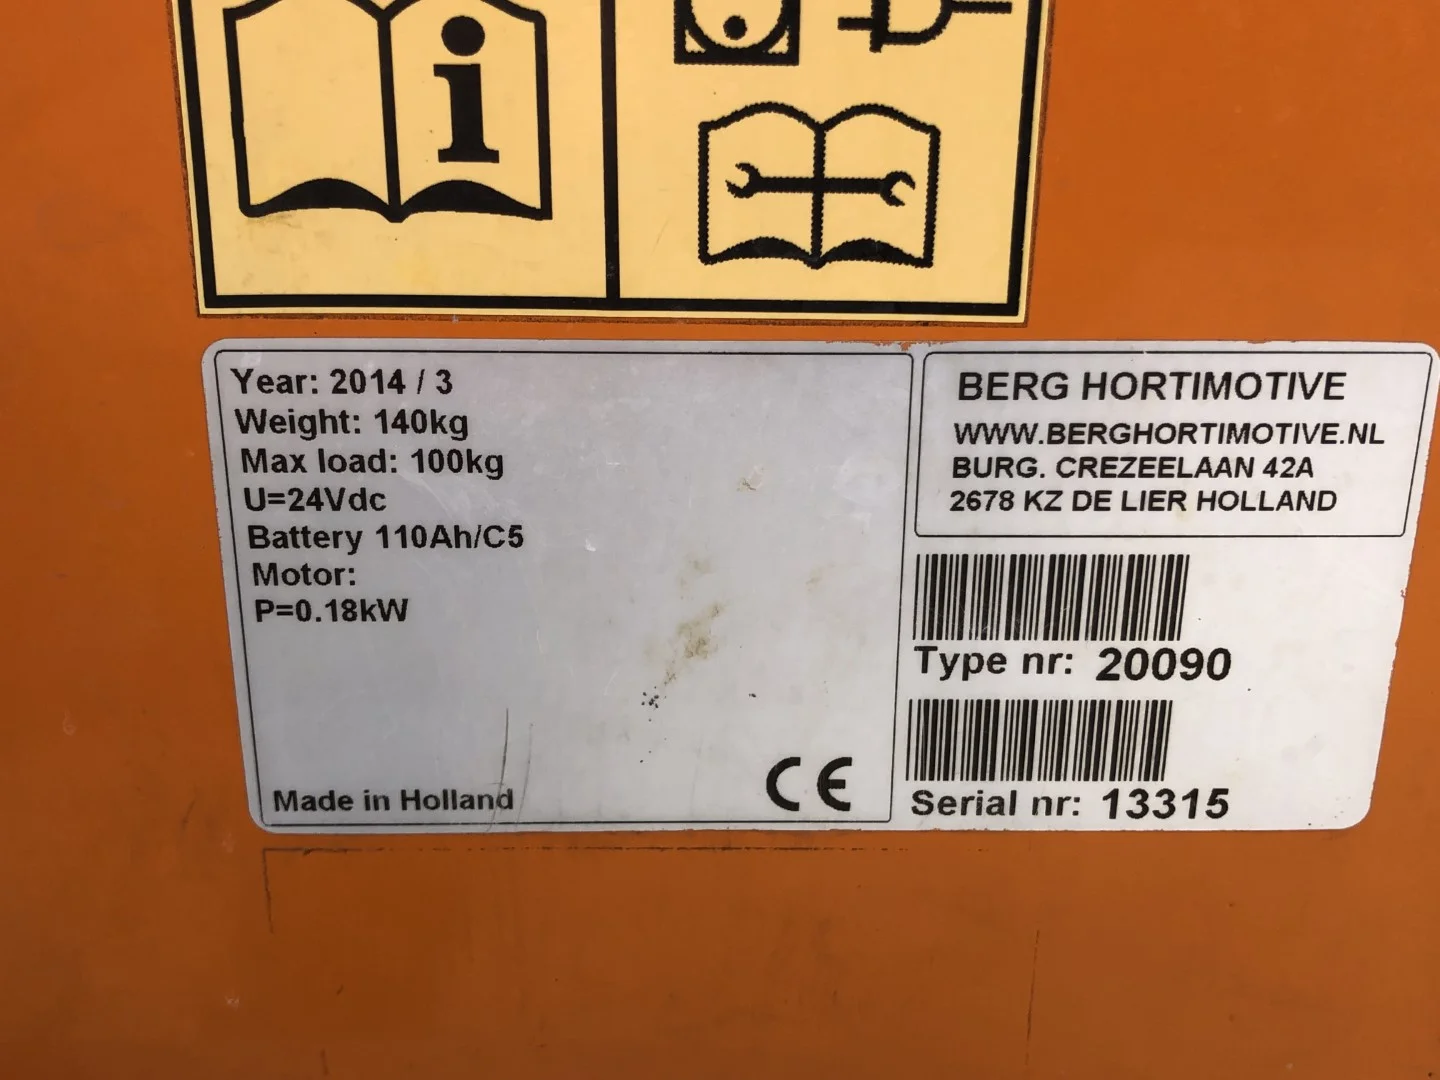 i
Year: 2014 / 3
Weight: 140kg
Max load: 100kg
U=24Vdc
Battery 110Ah/C5
Motor:
P=0.18kW
Made in Holland
CE
BERG HORTIMOTIVE
WWW.BERGHORTIMOTIVE.NL
BURG. CREZEELAAN 42A
2678 KZ DE LIER HOLLAND
Type nr: 20090
Serial nr: 13315